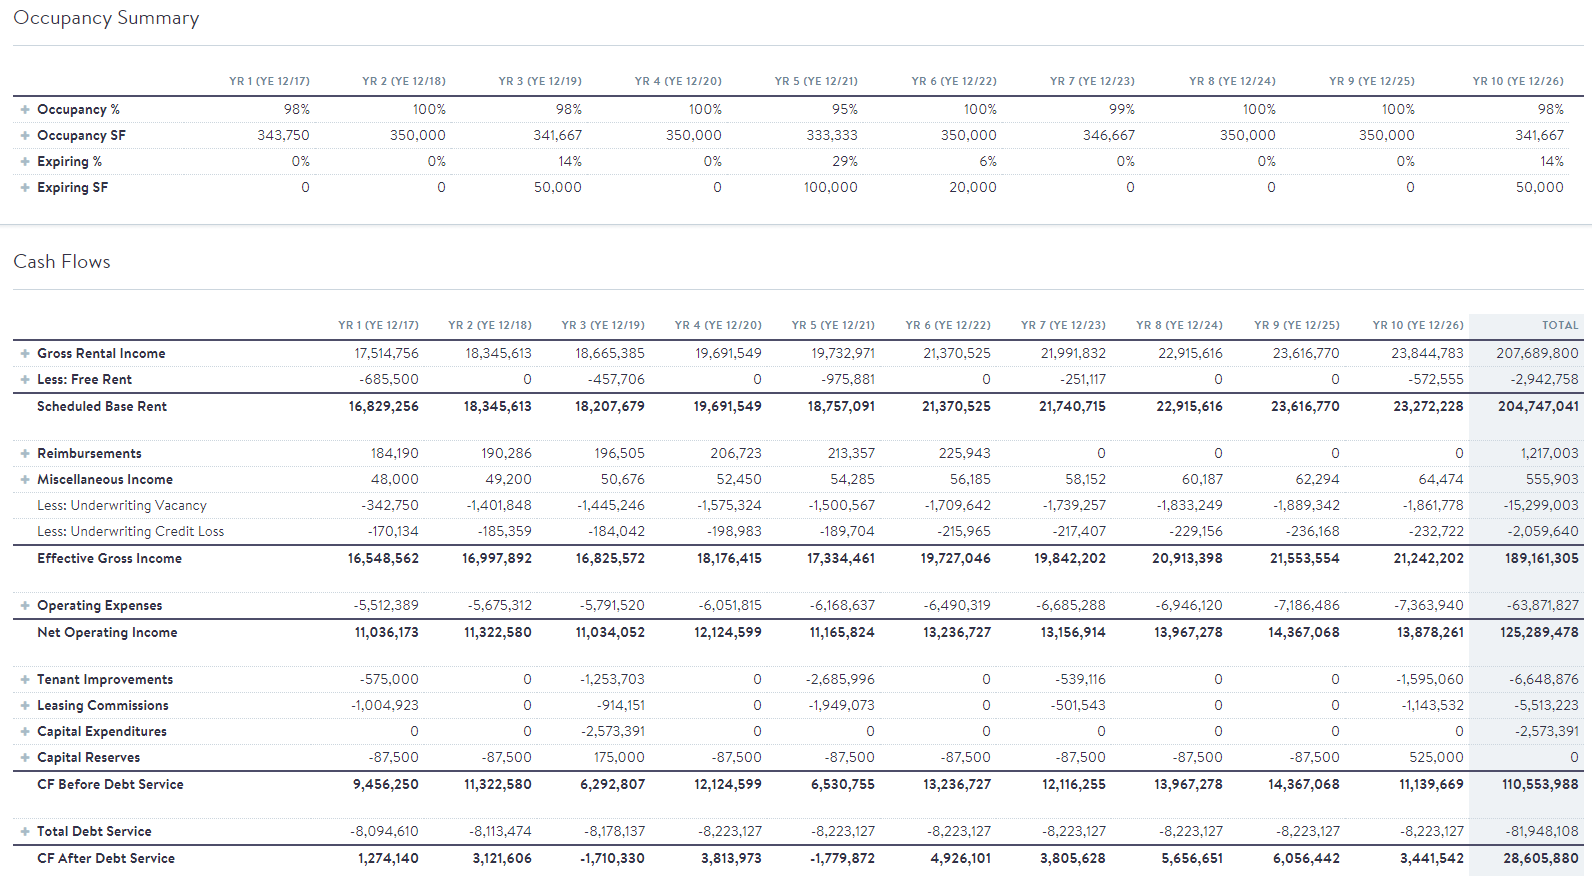 Occupancy Summary
YR 1 (YE 12/17) YR 2 (YE 12/18) YR 3 (YE 12/19) YR 4 (YE 12/20) YR 5 (YE 12/21) YR 6 (YE 12/22) YR 7 (YE 12/23) YR 8 (YE 12/24) YR 9 (YE 12/25) YR 10 (YE 12/26)
+ Occupancy % 98% 100% 98% 100% 95% 100% 99% 100% 100% 98%
+ Occupancy SF 343,750 350,000 341,667 350,000 333,333 350,000 346,667 350,000 350,000 341,667
+ Expiring % 0% 0% 14% 0% 29% 6% 0% 0% 0% 14%
+ Expiring SF 0 0 50,000 0 100,000 20,000 0 0 0 50,000
Cash Flows
YR 1 (YE 12/17) YR 2 (YE 12/18) YR 3 (YE 12/19) YR 4 (YE 12/20) YR 5 (YE 12/21) YR 6 (YE 12/22) YR 7 (YE 12/23) YR 8 (YE 12/24) YR 9 (YE 12/25) YR 10 (YE 12/26) TOTAL
+ Gross Rental Income 17,514,756 18,345,613 18,665,385 19,691,549 19,732,971 21,370,525 21,991,832 22,915,616 23,616,770 23,844,783 207,689,800
+ Less: Free Rent -685,500 0 -457,706 0 -975,881 0 -251,117 0 0 -572,555 -2,942,758
Scheduled Base Rent 16,829,256 18,345,613 18,207,679 19,691,549 18,757,091 21,370,525 21,740,715 22,915,616 23,616,770 23,272,228 204,747,041
+ Reimbursements 184,190 190,286 196,505 206,723 213,357 225,943 0 0 0 0 1,217,003
+ Miscellaneous Income 48,000 49,200 50,676 52,450 54,285 56,185 58,152 60,187 62,294 64,474 555,903
Less: Underwriting Vacancy -342,750 -1,401,848 -1,445,246 -1,575,324 -1,500,567 -1,709,642 -1,739,257 -1,833,249 -1,889,342 -1,861,778 -15,299,003
Less: Underwriting Credit Loss -170,134 -185,359 -184,042 -198,983 -189,704 -215,965 -217,407 -229,156 -236,168 -232,722 -2,059,640
Effective Gross Income 16,548,562 16,997,892 16,825,572 18,176,415 17,334,461 19,727,046 19,842,202 20,913,398 21,553,554 21,242,202 189,161,305
+ Operating Expenses -5,512,389 -5,675,312 -5,791,520 -6,051,815 -6,168,637 -6,490,319 -6,685,288 -6,946,120 -7,186,486 -7,363,940 -63,871,827
Net Operating Income 11,036,173 11,322,580 11,034,052 12,124,599 11,165,824 13,236,727 13,156,914 13,967,278 14,367,068 13,878,261 125,289,478
+ Tenant Improvements -575,000 0 -1,253,703 0 -2,685,996 0 -539,116 0 0 -1,595,060 -6,648,876
+ Leasing Commissions -1,004,923 0 -914,151 0 -1,949,073 0 -501,543 0 0 -1,143,532 -5,513,223
+ Capital Expenditures 0 0 -2,573,391 0 0 0 0 0 0 0 -2,573,391
+ Capital Reserves -87,500 -87,500 175,000 -87,500 -87,500 -87,500 -87,500 -87,500 -87,500 525,000 0
CF Before Debt Service 9,456,250 11,322,580 6,292,807 12,124,599 6,530,755 13,236,727 12,116,255 13,967,278 14,367,068 11,139,669 110,553,988
+ Total Debt Service -8,094,610 -8,113,474 -8,178,137 -8,223,127 -8,223,127 -8,223,127 -8,223,127 -8,223,127 -8,223,127 -8,223,127 -81,948,108
CF After Debt Service 1,274,140 3,121,606 -1,710,330 3,813,973 -1,779,872 4,926,101 3,805,628 5,656,651 6,056,442 3,441,542 28,605,880